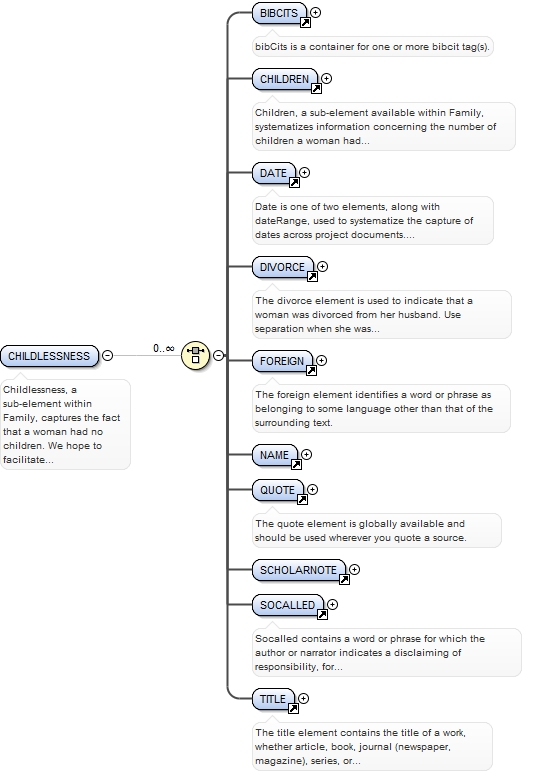 BIBCITS
bibCits is a container for one or more bibcit tag(s).
CHILDREN
Children, a sub-element available within Family,
systematizes information concerning the number of
children a woman had...
DATE
Date is one of two elements, along with
dateRange, used to systematize the capture of
dates across project documents....
DIVORCE
The divorce element is used to indicate that a
woman was divorced from her husband. Use
separation when she was...
CHILDLESSNESS
0..∞
Childlessness, a
sub-element within
Family, captures the fact
that a woman had no
children. We hope to
facilitate...
FOREIGN
The foreign element identifies a word or phrase as
belonging to some language other than that of the
surrounding text.
NAME
QUOTE
The quote element is globally available and
should be used wherever you quote a source.
SCHOLARNOTE
SOCALLED
Socalled contains a word or phrase for which the
author or narrator indicates a disclaiming of
responsibility, for...
TITLE
The title element contains the title of a work,
whether article, book, journal (newspaper,
magazine), series, or...